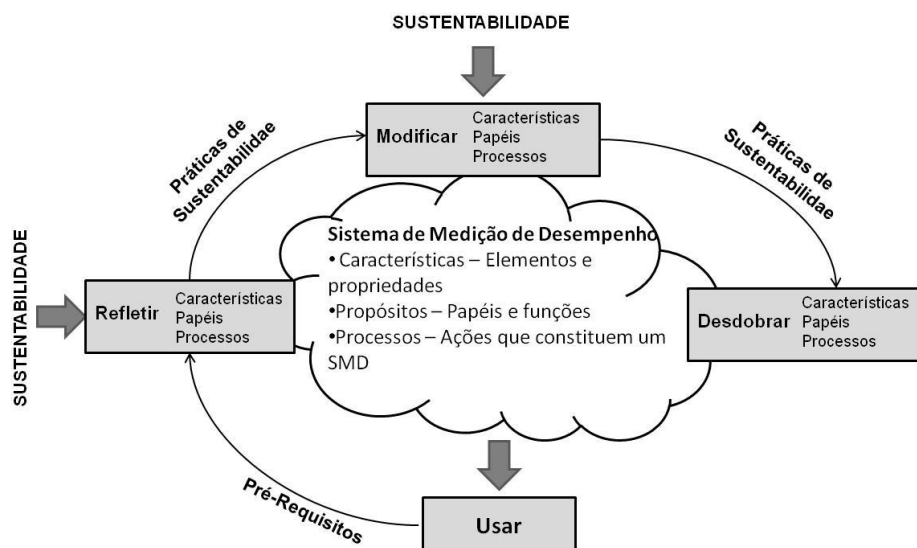 SUSTENTABILIDADE
Modificar
Características
Papéis
Processos
Práticas de
Sustentabilidae
Práticas de
Sustentabilidae
Sistema de Medição de Desempenho
•Características – Elementos e
propriedades
•Propósitos – Papéis e funções
•Processos – Ações que constituem um
SMD
SUSTENTABILIDADE
Refletir
Características
Papéis
Processos
Desdobrar
Características
Papéis
Processos
Pré-Requisitos
Usar